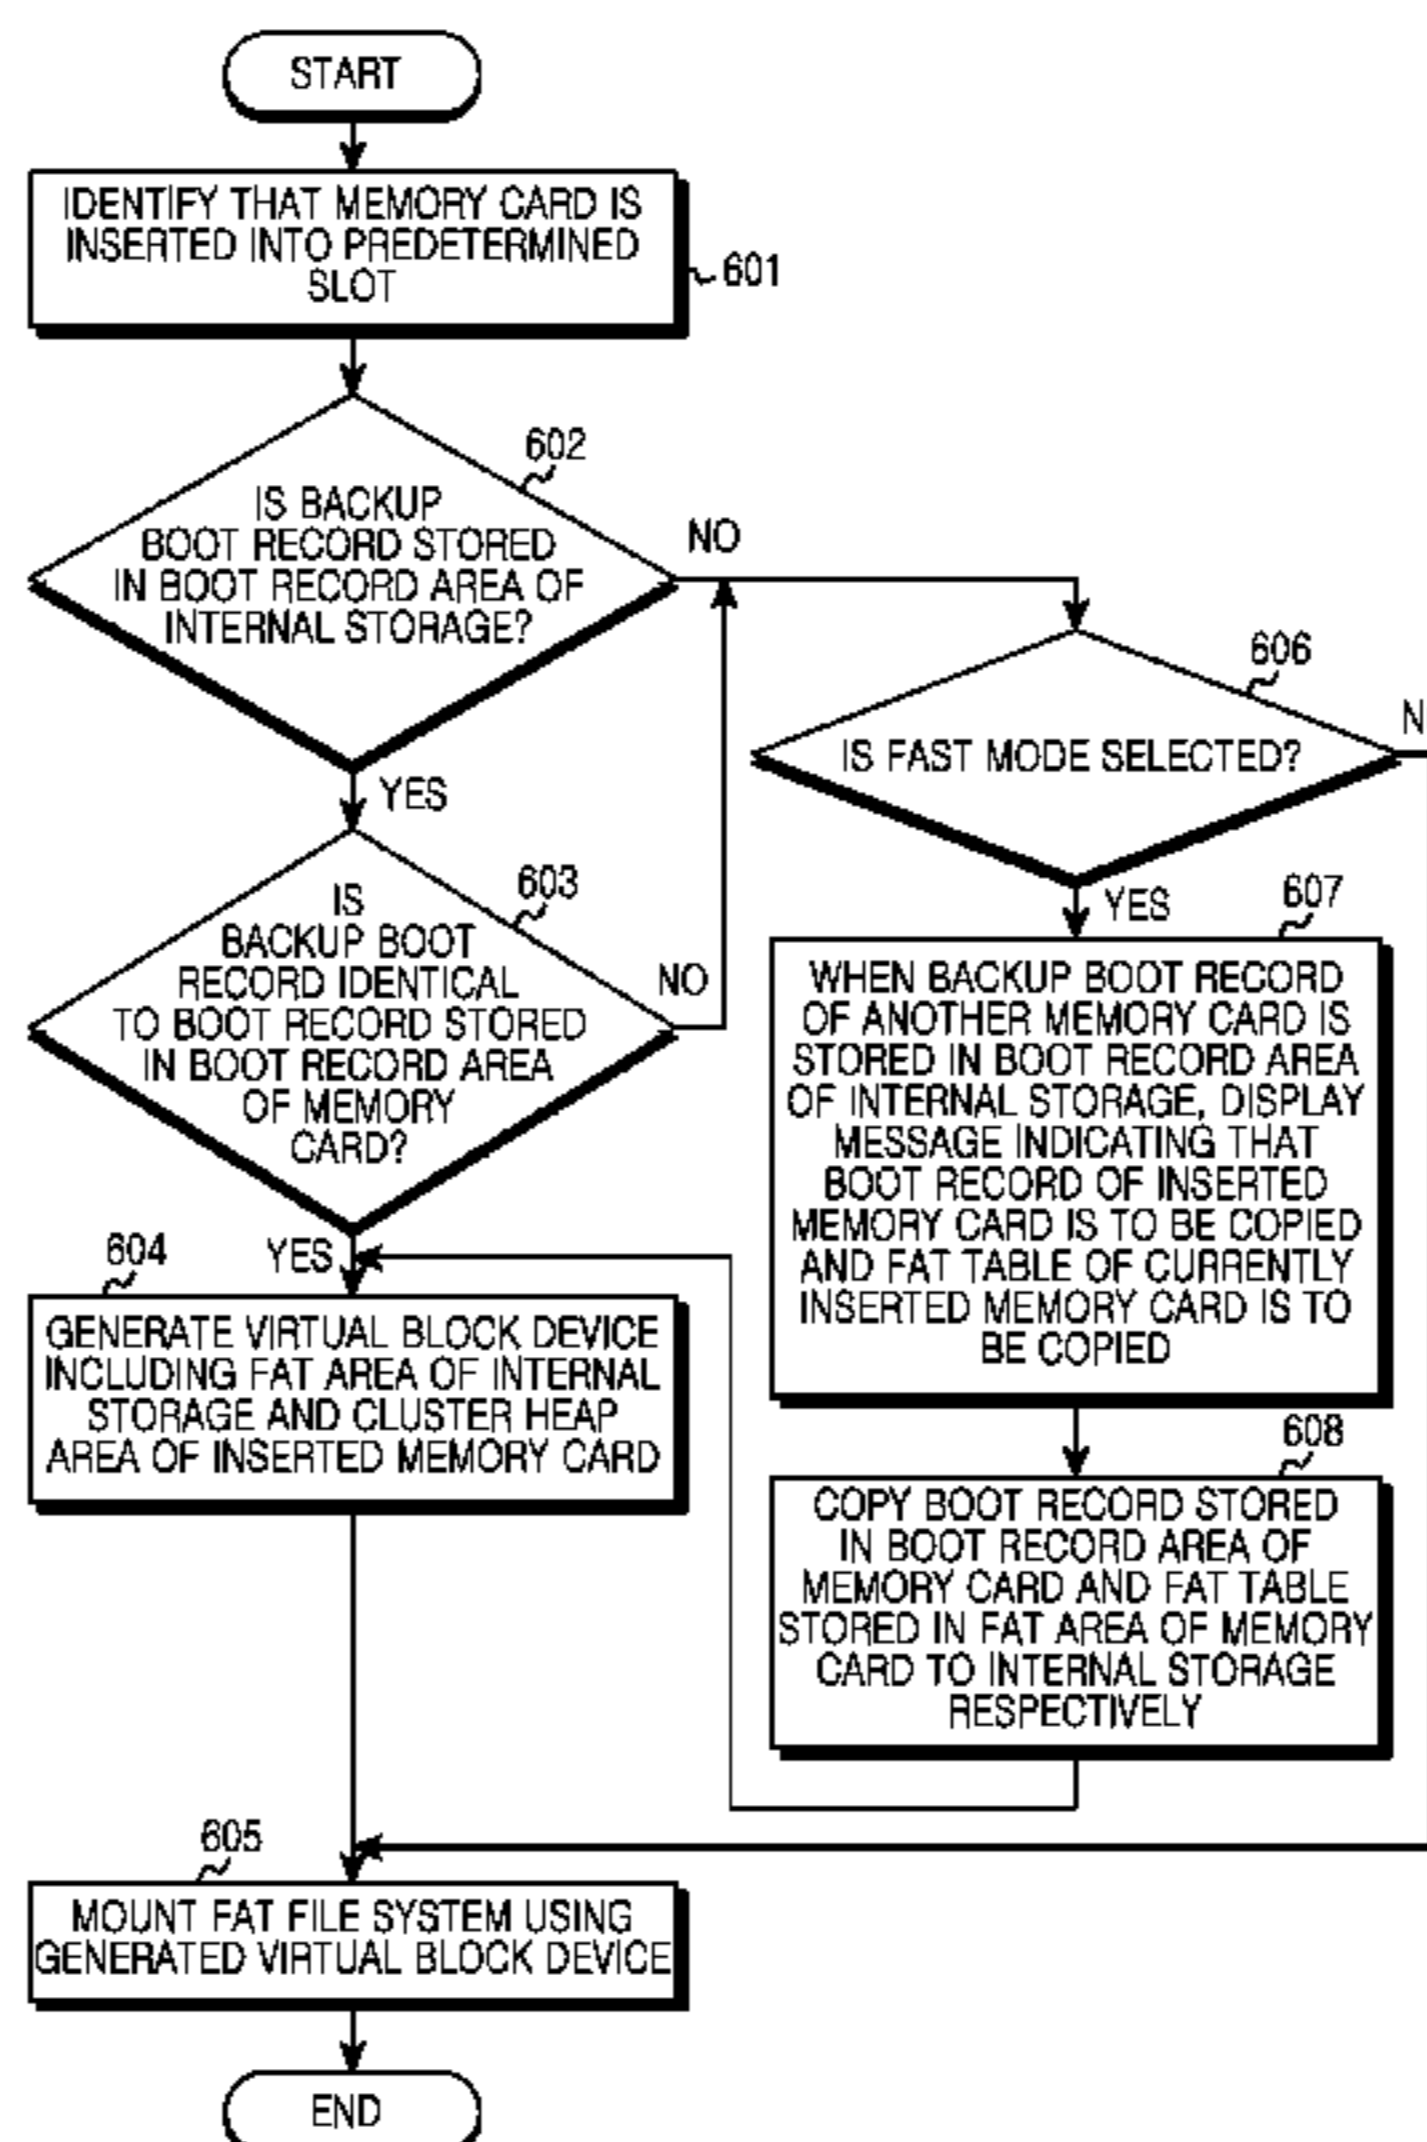 START
IDENTIFY THAT MEMORY CARD IS
INSERTED INTO PREDETERMINED
SLOT
601
602
IS BACKUP
BOOT RECORD STORED
IN BOOT RECORD AREA OF
INTERNAL STORAGE?
NO
YES
603
IS
BACKUP BOOT
RECORD IDENTICAL
TO BOOT RECORD STORED
IN BOOT RECORD AREA
OF MEMORY
CARD?
NO
YES
604
GENERATE VIRTUAL BLOCK DEVICE
INCLUDING FAT AREA OF INTERNAL
STORAGE AND CLUSTER HEAP
AREA OF INSERTED MEMORY CARD
605
MOUNT FAT FILE SYSTEM USING
GENERATED VIRTUAL BLOCK DEVICE
END
606
IS FAST MODE SELECTED?
N
YES
607
WHEN BACKUP BOOT RECORD
OF ANOTHER MEMORY CARD IS
STORED IN BOOT RECORD AREA
OF INTERNAL STORAGE, DISPLAY
MESSAGE INDICATING THAT
BOOT RECORD OF INSERTED
MEMORY CARD IS TO BE COPIED
AND FAT TABLE OF CURRENTLY
INSERTED MEMORY CARD IS TO
BE COPIED
608
COPY BOOT RECORD STORED
IN BOOT RECORD AREA OF
MEMORY CARD AND FAT TABLE
STORED IN FAT AREA OF MEMORY
CARD TO INTERNAL STORAGE
RESPECTIVELY